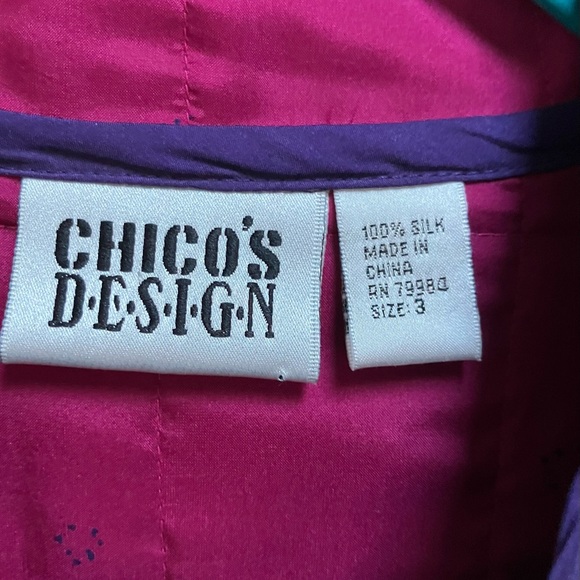 CHICO'S
D·E·S·I·G·N
100% SILK
MADE IN
CHINA
RN 79984
SIZE: 3